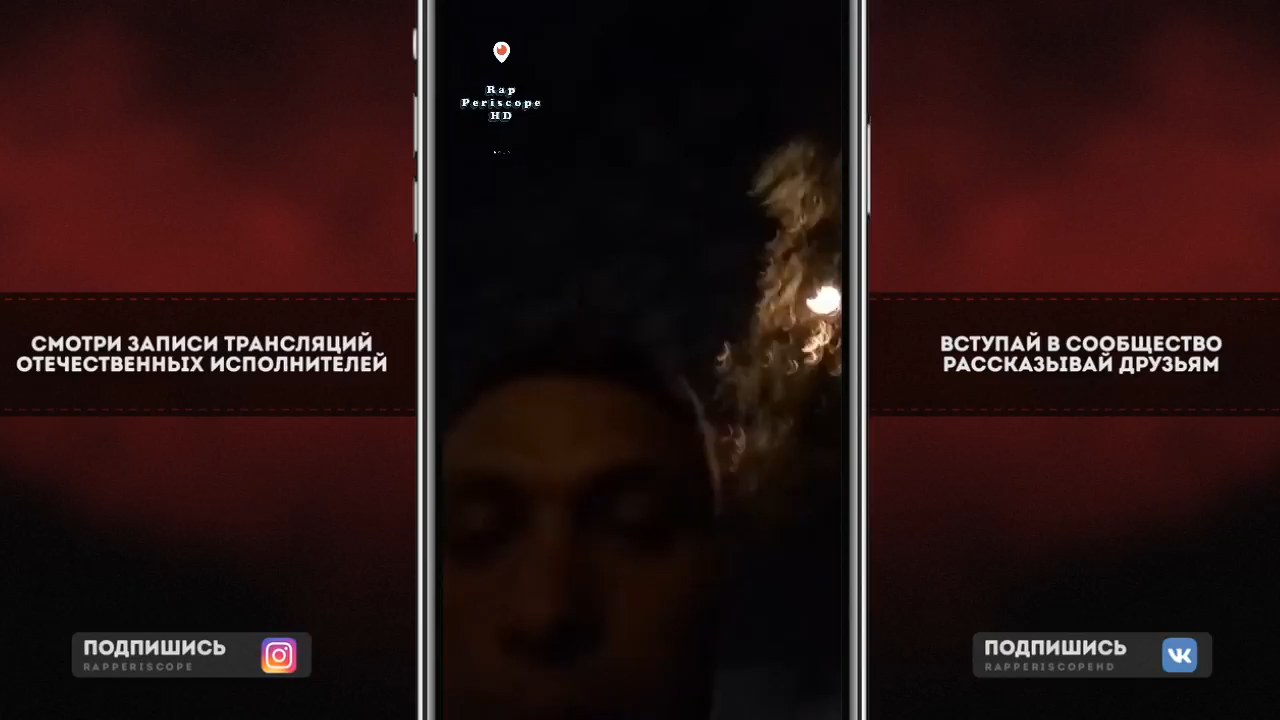 Rap
Periscope
HD
СМОТРИ ЗАПИСИ ТРАНСЛЯЦИЙ
ОТЕЧЕСТВЕННЫХ ИСПОЛНИТЕЛЕЙ
ВСТУПАЙ В СООБЩЕСТВО
РАССКАЗЫВАЙ ДРУЗЬЯМ
ПОДПИШИСЬ
RAPPERISCOPE
ПОДПИШИСЬ
RAPPERISCOPEHD